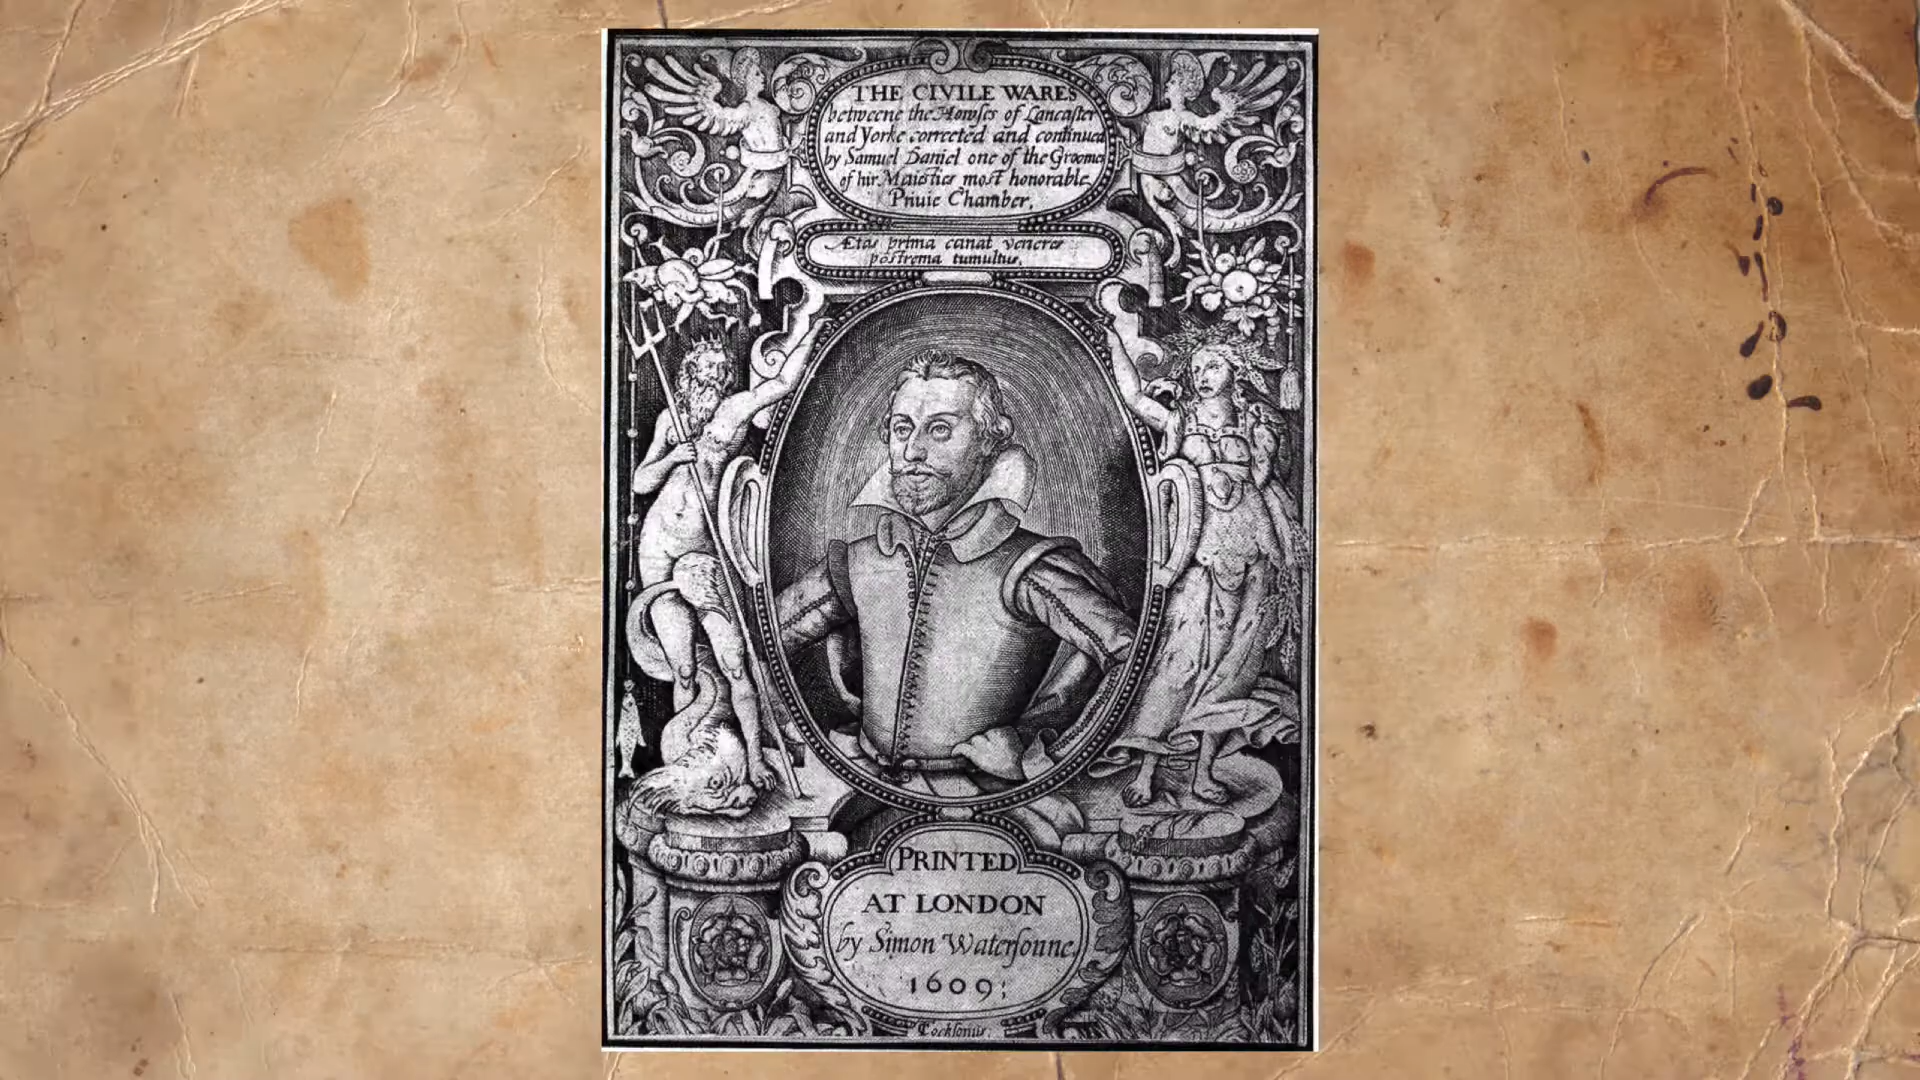 THE CIVILE WARES
betweene the Howses of Lancaster
and Yorke corrected and continued
by Samuel Daniel one of the Groomes
of hir Maiesties most honorable
Priuie Chamber.
Ætas prima canat veneres
postrema tumultus.
PRINTED
AT LONDON
by Simon Watersonne
1609;
Cocksonus.